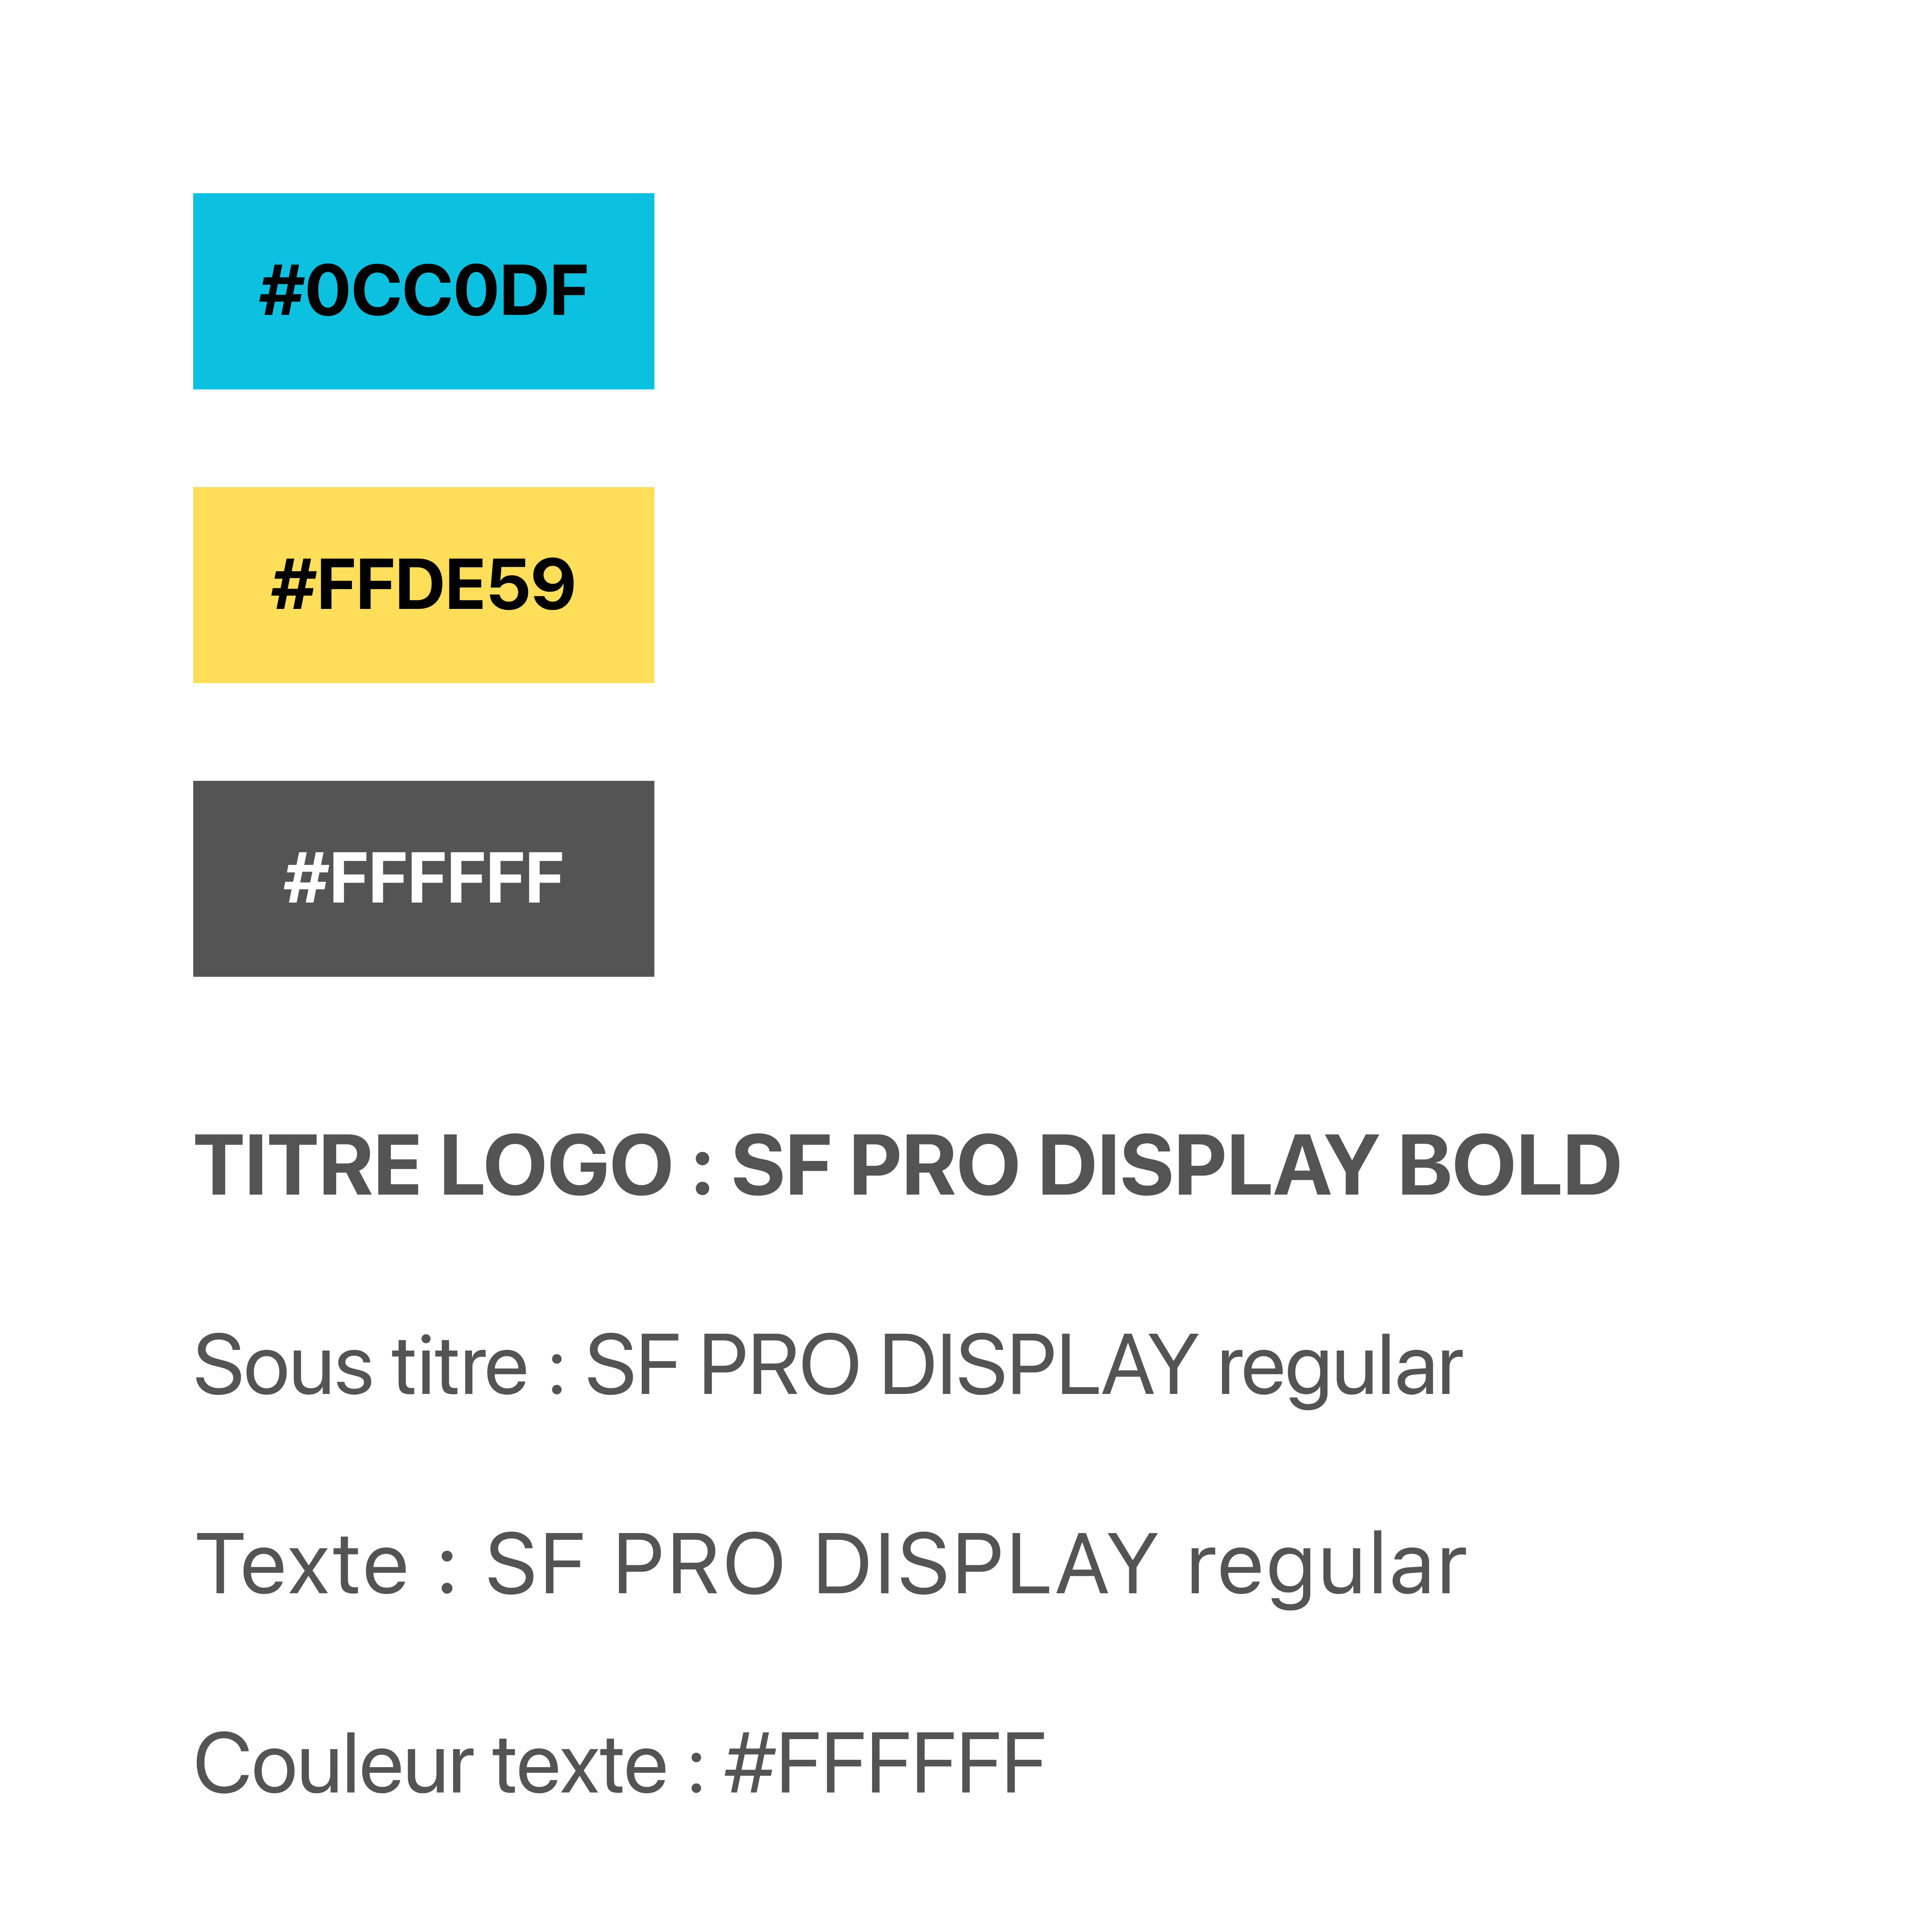 #0CC0DF
#FFDE59
#FFFFFF
TITRE LOGO : SF PRO DISPLAY BOLD
Sous titre : SF PRO DISPLAY regular
Texte : SF PRO DISPLAY regular
Couleur texte : #FFFFFF